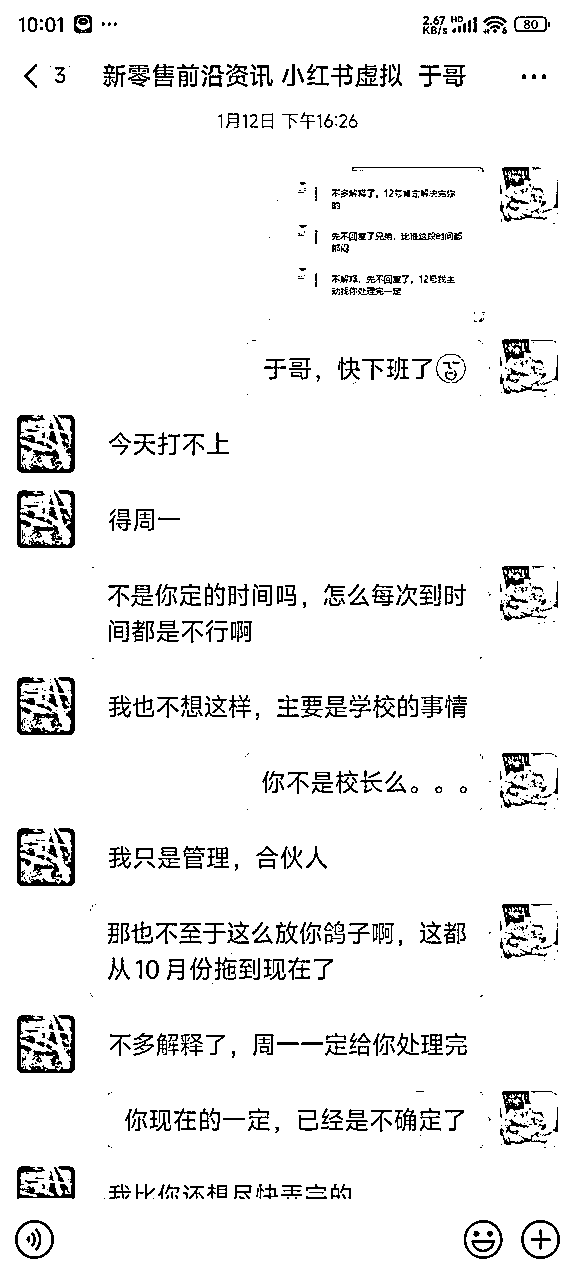 10:01 ··· 2.67 KB/s HD 80
3 新零售前沿资讯 小红书虚拟 于哥 ···
1月12日 下午16:26
不多解释了，12号肯定解决完你
的
先不回复了兄弟，比推这段时间都
不解释，先不回复了，12号我主
动找你处理完一定
于哥，快下班了
今天打不上
得周一
不是你定的时间吗，怎么每次到时
间都是不行啊
我也不想这样，主要是学校的事情
你不是校长么。。。
我只是管理，合伙人
那也不至于这么放你鸽子啊，这都
从10月份拖到现在了
不多解释了，周一一定给你处理完
你现在的一定，已经是不确定了
我比你还想尽快弄完的